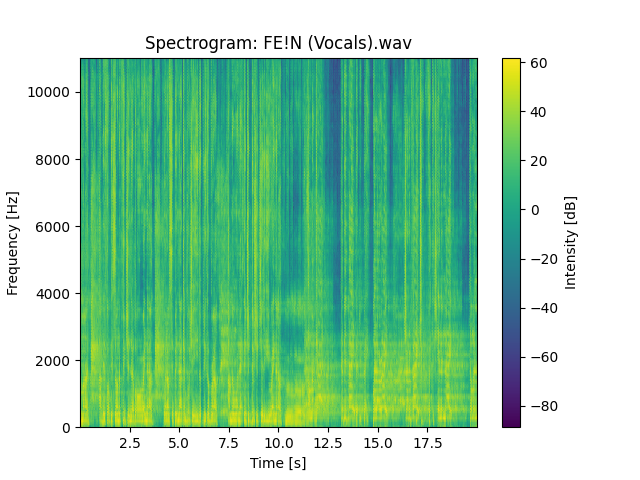 Spectrogram: FE!N (Vocals).wav
10000
8000
6000
4000
2000
0
Frequency [Hz]
2.5 5.0 7.5 10.0 12.5 15.0 17.5
Time [s]
60
40
20
0
−20
−40
−60
−80
Intensity [dB]